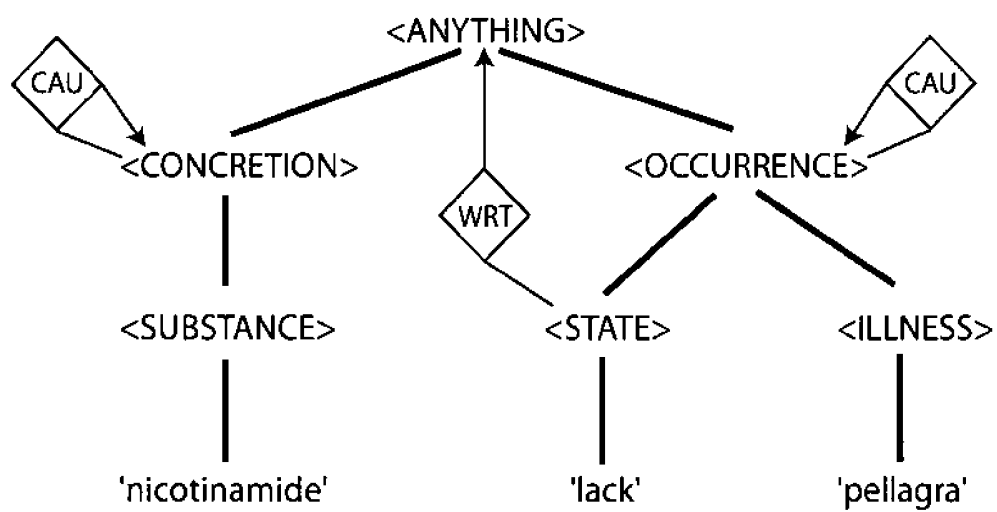 <ANYTHING>
CAU
CAU
<CONCRETION>
<OCCURRENCE>
WRT
<SUBSTANCE>
<STATE>
<ILLNESS>
'nicotinamide'
'lack'
'pellagra'